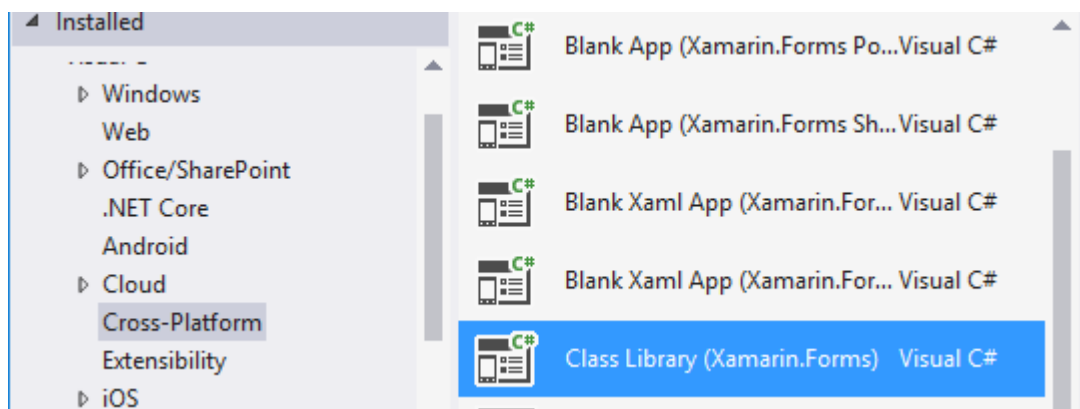 Installed
Windows
Web
Office/SharePoint
.NET Core
Android
Cloud
Cross-Platform
Extensibility
iOS
C# Blank App (Xamarin.Forms Po... Visual C#
C# Blank App (Xamarin.Forms Sh... Visual C#
C# Blank Xaml App (Xamarin.For... Visual C#
C# Blank Xaml App (Xamarin.For... Visual C#
C# Class Library (Xamarin.Forms) Visual C#